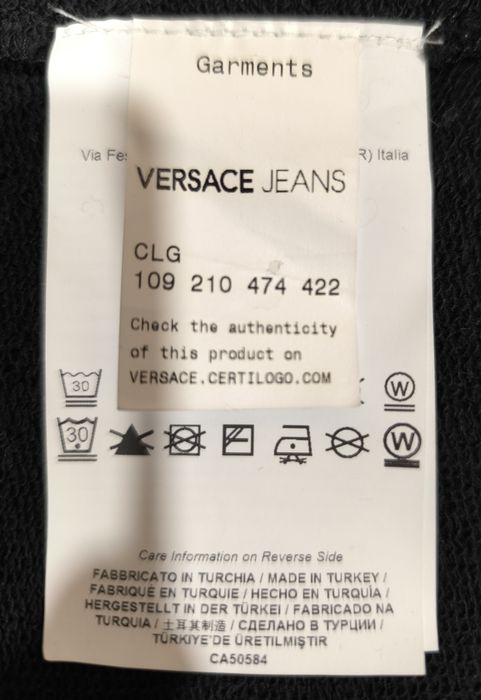 Garments
Via Fe R) Italia
VERSACE JEANS
CLG
109 210 474 422
Check the authenticity
of this product on
VERSACE.CERTILOGO.COM
30 W
30 W
Care Information on Reverse Side
FABBRICATO IN TURCHIA / MADE IN TURKEY /
FABRIQUÉ EN TURQUIE / HECHO EN TURQUÍA /
HERGESTELLT IN DER TÜRKEI / FABRICADO NA
TURQUIA / 土耳其制造 / СДЕЛАНО В ТУРЦИИ /
TÜRKİYE'DE ÜRETILMIŞTIR
CA50584